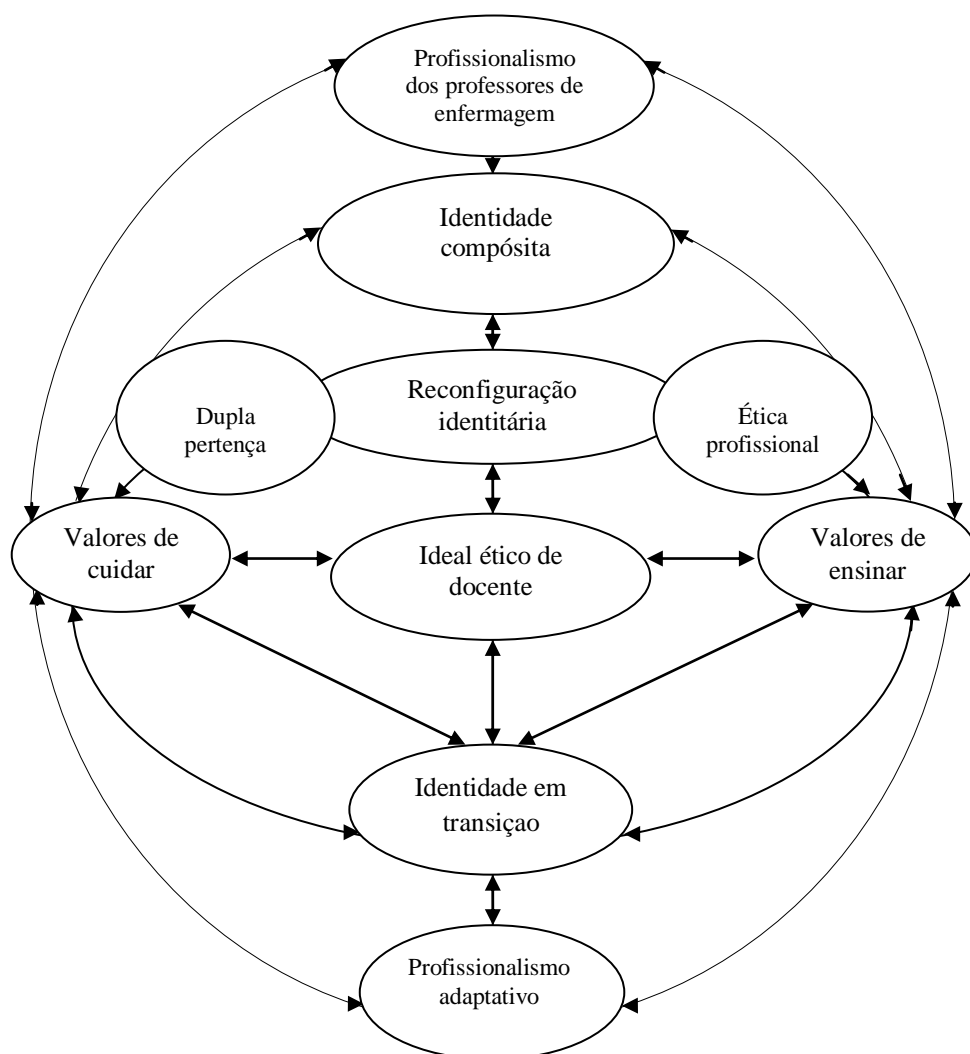 Profissionalismo
dos professores de
enfermagem
Identidade
compósita
Reconfiguração
identitária
Dupla
pertença
Ética
profissional
Valores de
cuidar
Ideal ético de
docente
Valores de
ensinar
Identidade em
transiçao
Profissionalismo
adaptativo